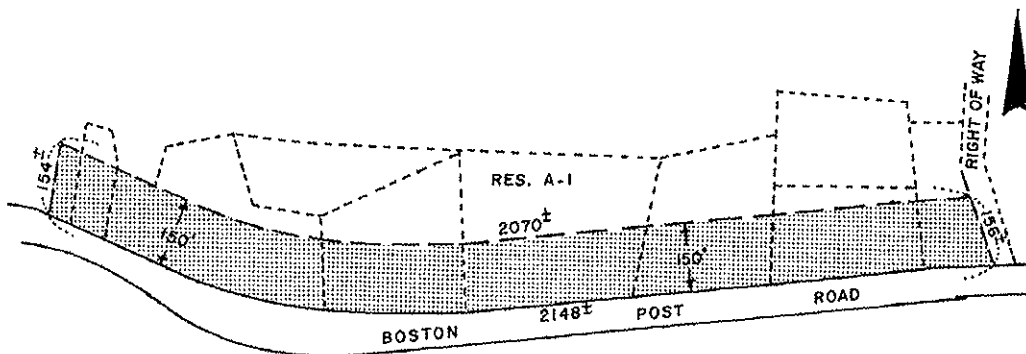 RIGHT OF WAY
154'±
RES. A-1
2070±
150'
150'
156'±
2148±
BOSTON POST ROAD